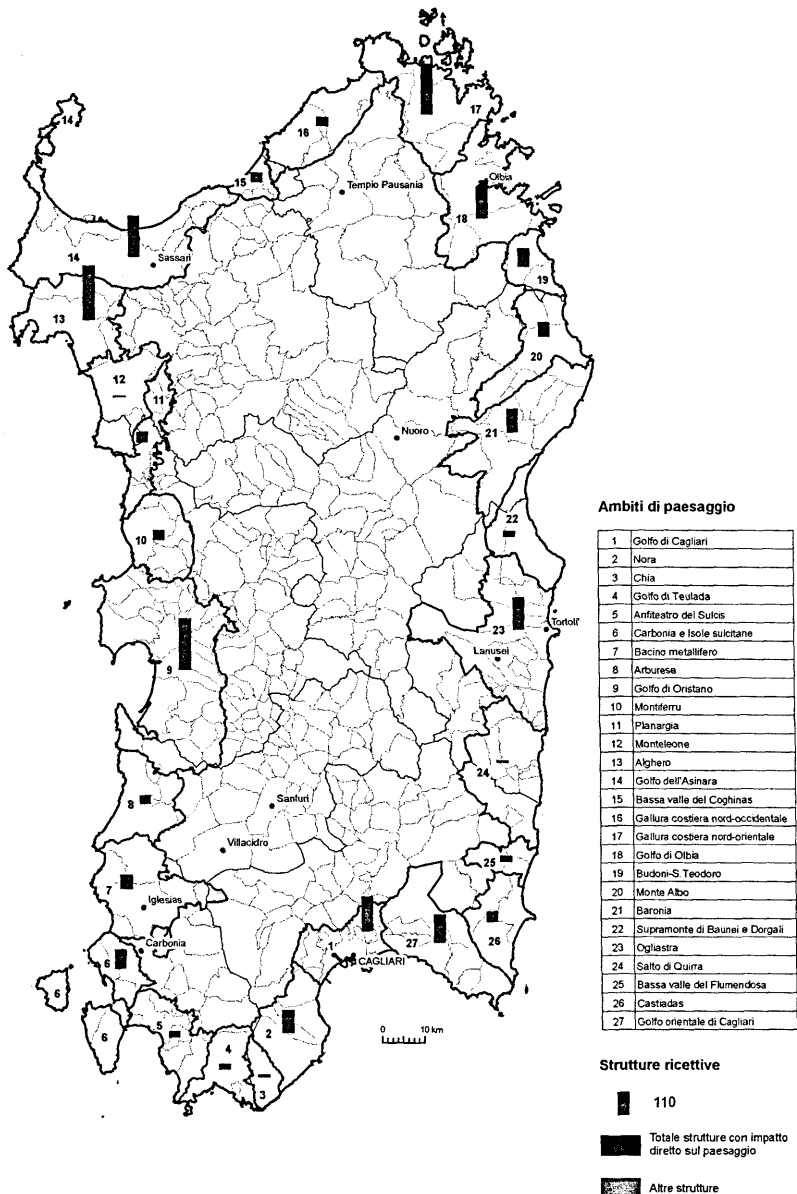 14
17
16
15
Tempio Pausania
Olbia
18
14
Sassari
19
13
20
12
11
Nuoro
21
22
10
23
Tortoli'
Lanusei
9
24
8
Sanluri
Villacidro
25
7
Iglesias
26
Carbonia
1
27
CAGLIARI
6
6
5
2
0 10 km
6
4
3
Ambiti di paesaggio
1 Golfo di Cagliari
2 Nora
3 Chia
4 Golfo di Teulada
5 Anfiteatro del Sulcis
6 Carbonia e Isole sulcitane
7 Bacino metallifero
8 Arburese
9 Golfo di Oristano
10 Montiferru
11 Planargia
12 Monteleone
13 Alghero
14 Golfo dell'Asinara
15 Bassa valle del Coghinas
16 Gallura costiera nord-occidentale
17 Gallura costiera nord-orientale
18 Golfo di Olbia
19 Budoni-S.Teodoro
20 Monte Albo
21 Baronia
22 Supramonte di Baunei e Dorgali
23 Ogliastra
24 Salto di Quirra
25 Bassa valle del Flumendosa
26 Castiadas
27 Golfo orientale di Cagliari
Strutture ricettive
110
Totale strutture con impatto
diretto sul paesaggio
Altre strutture